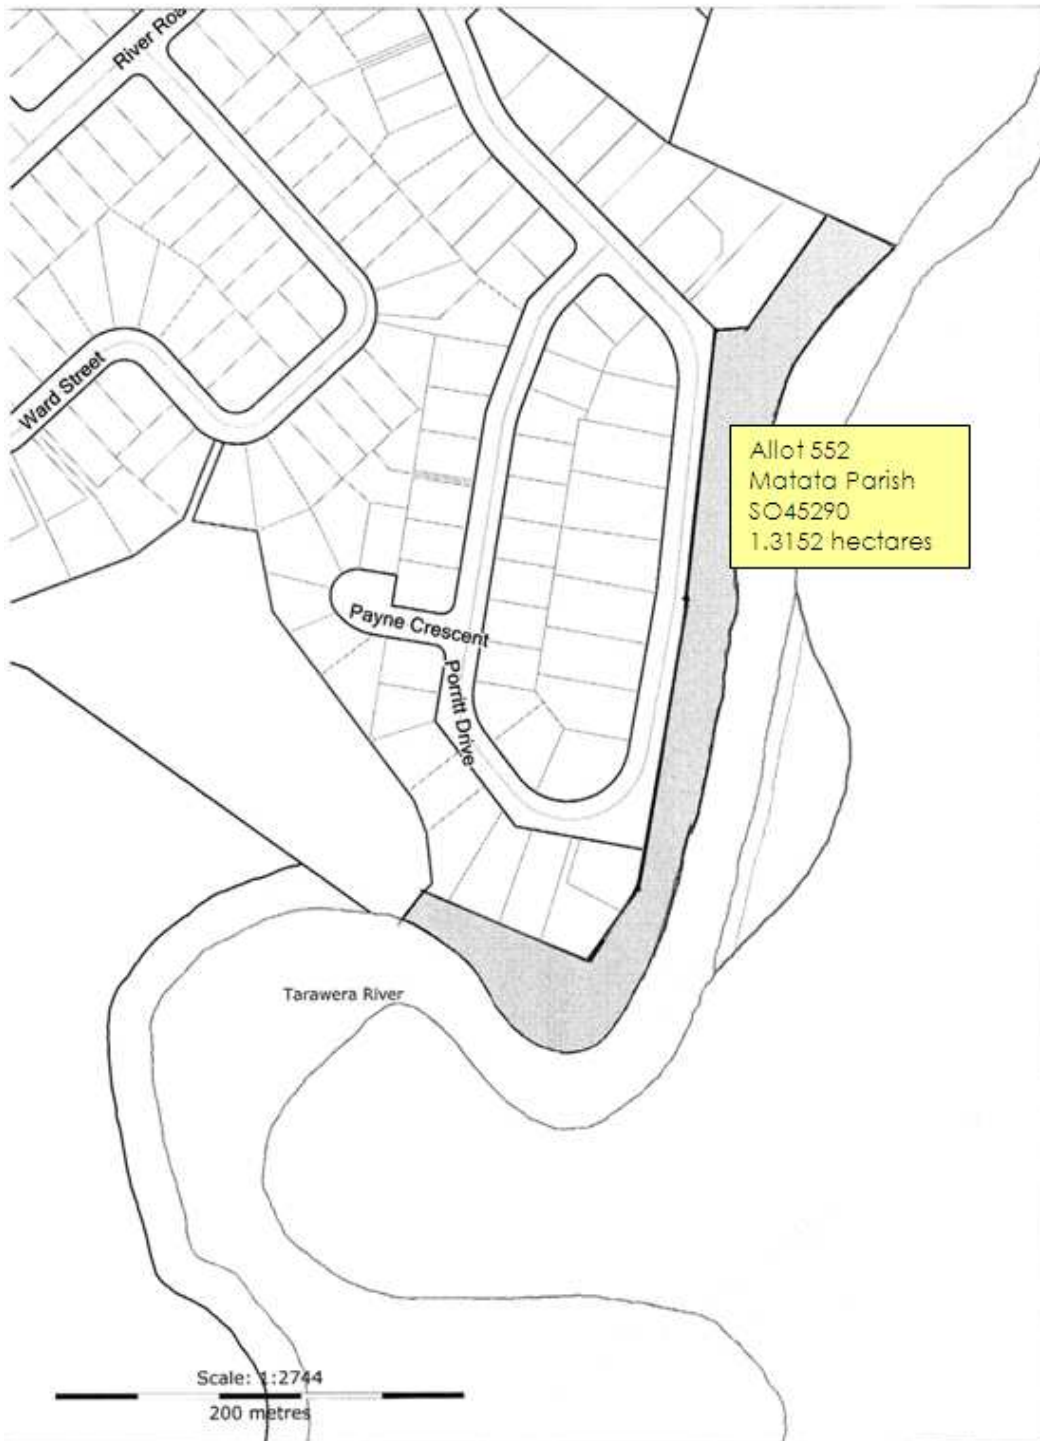 River Roa
Ward Street
Allot 552
Matata Parish
SO45290
1.3152 hectares
Payne Crescent
Porritt Drive
Tarawera River
Scale: 1:2744
200 metres